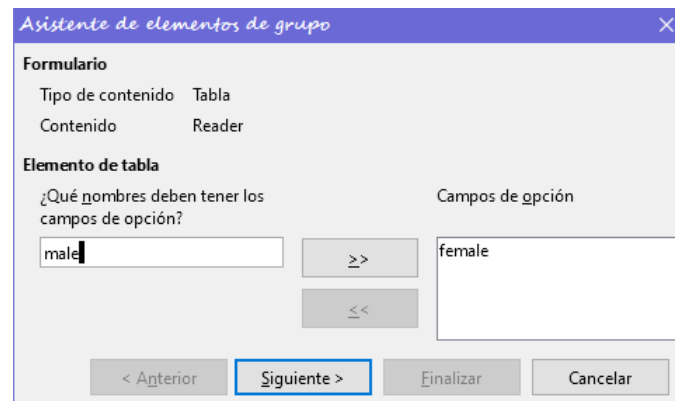 Asistente de elementos de grupo
Formulario
Tipo de contenido Tabla
Contenido Reader
Elemento de tabla
¿Qué nombres deben tener los
campos de opción?
Campos de opción
male
>>
female
<<
< Anterior
Siguiente >
Finalizar
Cancelar